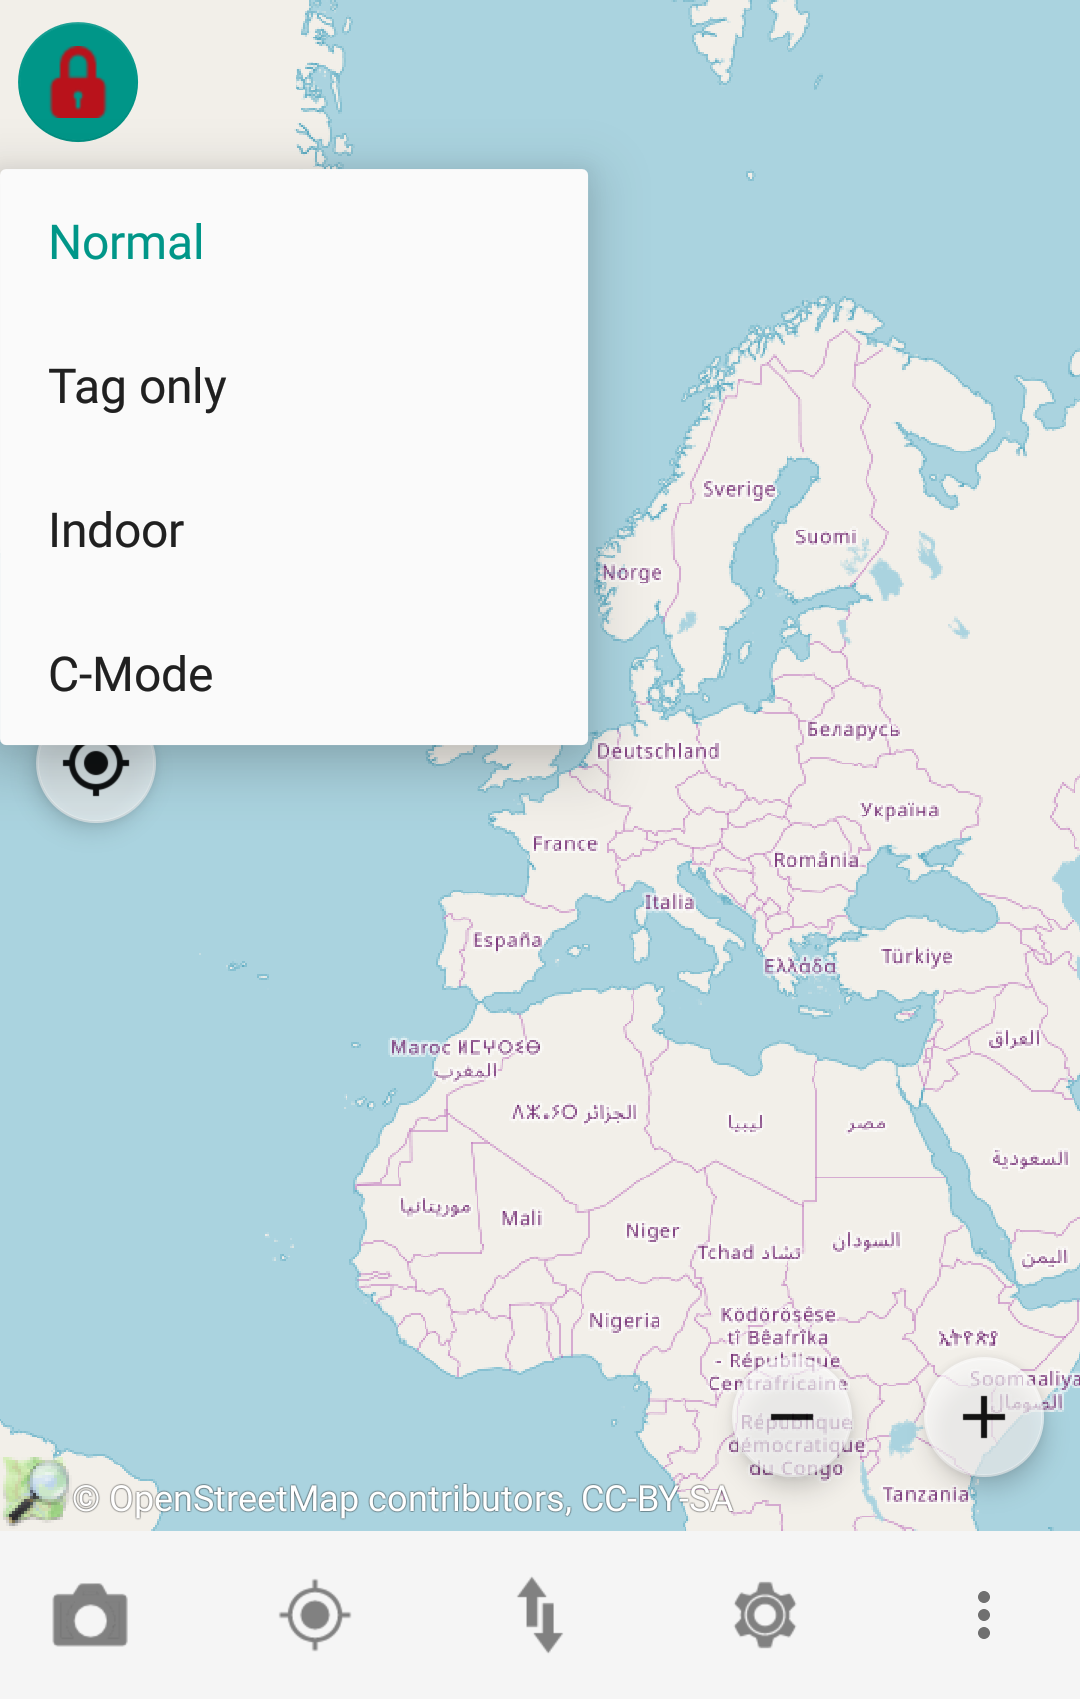 Normal
Tag only
Indoor
C-Mode
Sverige
Suomi
Norge
Беларусь
Deutschland
Україна
France
România
Italia
España
Türkiye
Ελλάδα
العراق
Maroc ⵍⵎⵖⵔⵉⴱ
المغرب
ⴷⵣⴰⵢⵔ الجزائر
ليبيا
مصر
السعودية
موريتانيا
Mali
Niger
Tchad تشاد
السودان
اليمن
Nigeria
Ködörösêse
tî Bêafrîka
- République
Centrafricaine
ኢትዮጵያ
Soomaaliya
الصومال
République
démocratique
du Congo
Tanzania
© OpenStreetMap contributors, CC-BY-SA